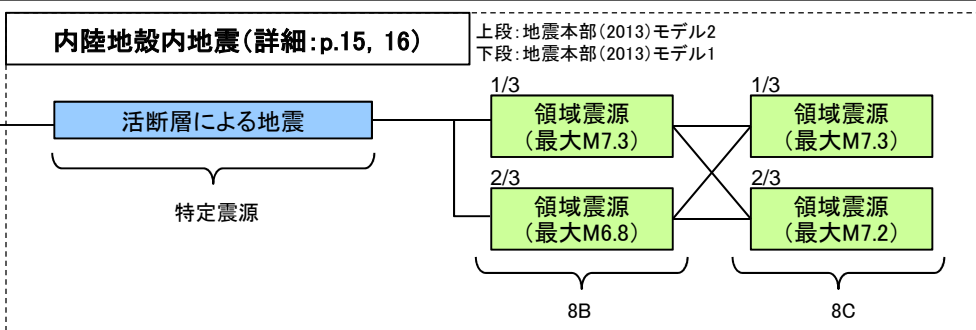 内陸地殻内地震(詳細:p.15, 16)
上段:地震本部(2013)モデル2
下段:地震本部(2013)モデル1
活断層による地震
特定震源
1/3
領域震源
(最大M7.3)
2/3
領域震源
(最大M6.8)
8B
1/3
領域震源
(最大M7.3)
2/3
領域震源
(最大M7.2)
8C